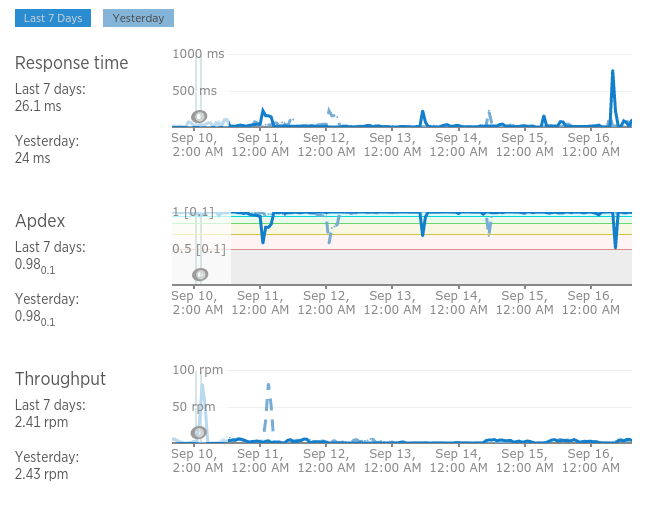 Last 7 Days Yesterday
Response time
Last 7 days:
26.1 ms
Yesterday:
24 ms
1000 ms
500 ms
Sep 10, Sep 11, Sep 12, Sep 13, Sep 14, Sep 15, Sep 16,
2:00 AM 12:00 AM 12:00 AM 12:00 AM 12:00 AM 12:00 AM 12:00 AM
Apdex
Last 7 days:
0.98 0.1
Yesterday:
0.98 0.1
1 [0.1]
0.5 [0.1]
Sep 10, Sep 11, Sep 12, Sep 13, Sep 14, Sep 15, Sep 16,
2:00 AM 12:00 AM 12:00 AM 12:00 AM 12:00 AM 12:00 AM 12:00 AM
Throughput
Last 7 days:
2.41 rpm
Yesterday:
2.43 rpm
100 rpm
50 rpm
Sep 10, Sep 11, Sep 12, Sep 13, Sep 14, Sep 15, Sep 16,
2:00 AM 12:00 AM 12:00 AM 12:00 AM 12:00 AM 12:00 AM 12:00 AM